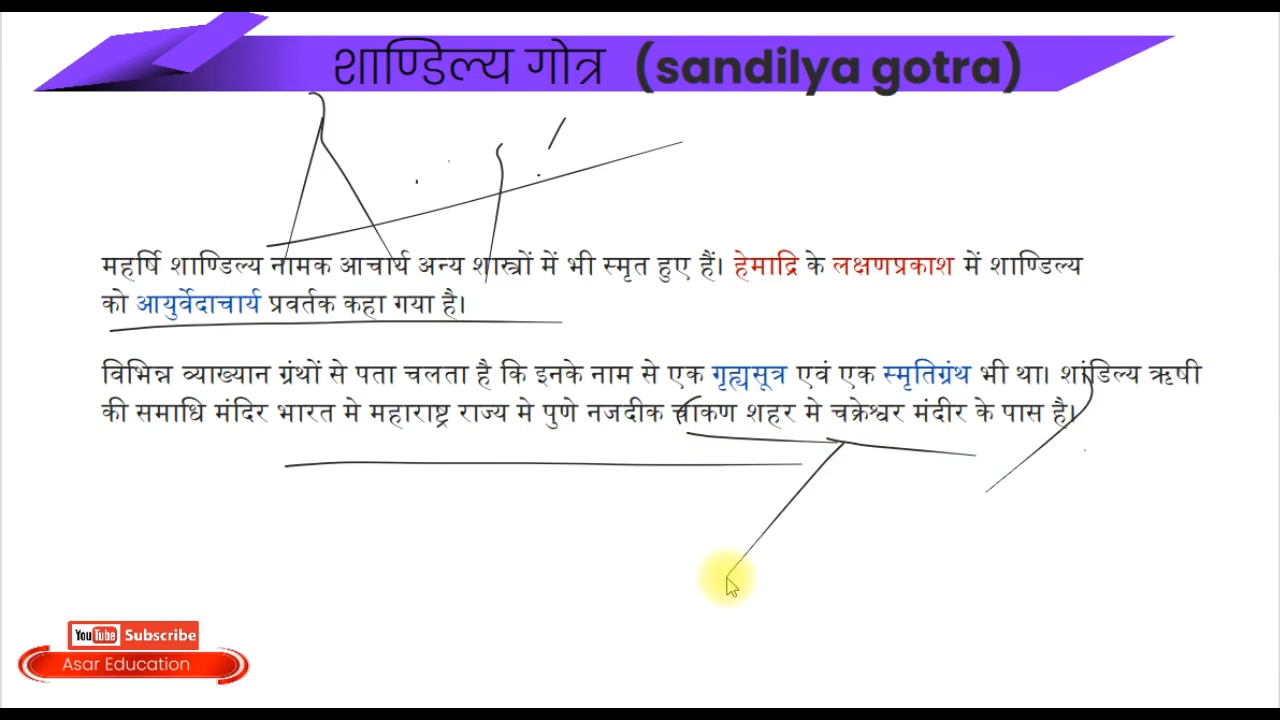 शाण्डिल्य गोत्र (sandilya gotra)
महर्षि शाण्डिल्य नामक आचार्य अन्य शास्त्रों में भी स्मृत हुए हैं। हेमाद्रि के लक्षणप्रकाश में शाण्डिल्य
को आयुर्वेदाचार्य प्रवर्तक कहा गया है।
विभिन्न व्याख्यान ग्रंथों से पता चलता है कि इनके नाम से एक गृह्यसूत्र एवं एक स्मृतिग्रंथ भी था। शांडिल्य ऋषी
की समाधि मंदिर भारत मे महाराष्ट्र राज्य मे पुणे नजदीक चाकण शहर मे चक्रेश्वर मंदीर के पास है।
YouTube Subscribe
Asar Education